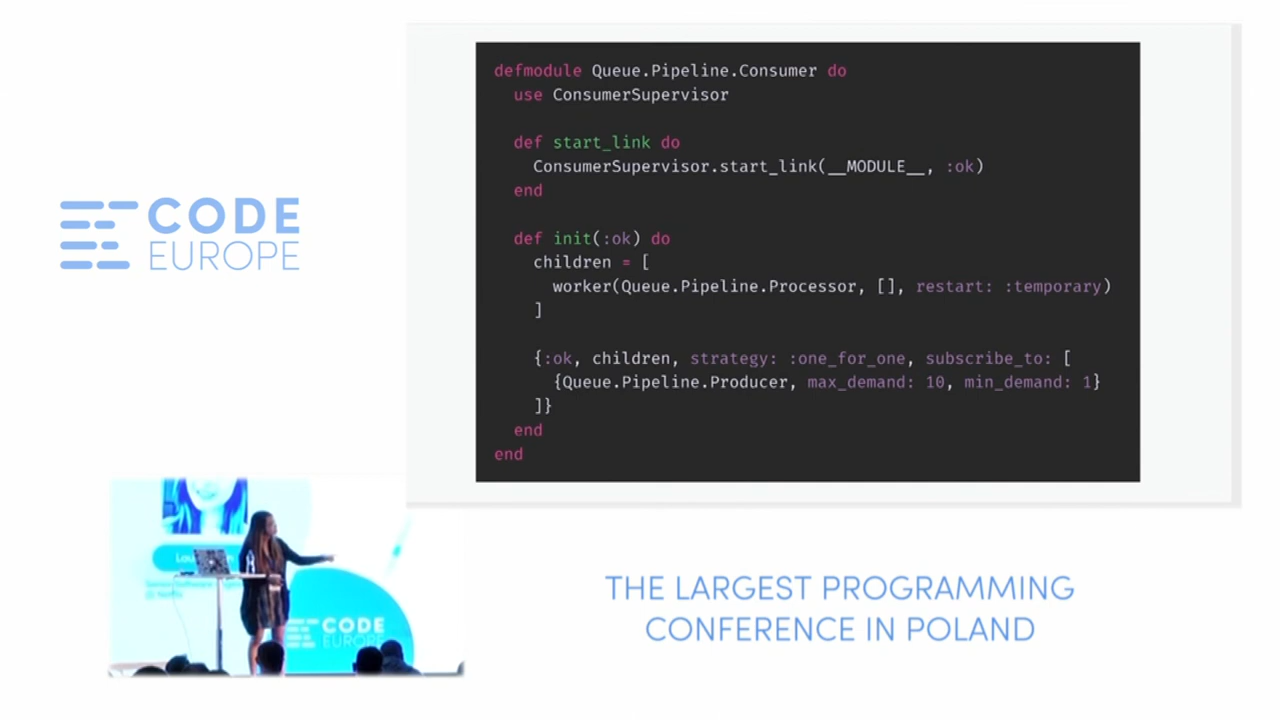 CODE
EUROPE
defmodule Queue.Pipeline.Consumer do
  use ConsumerSupervisor

  def start_link do
    ConsumerSupervisor.start_link(__MODULE__, :ok)
  end

  def init(:ok) do
    children = [
      worker(Queue.Pipeline.Processor, [], restart: :temporary)
    ]

    {:ok, children, strategy: :one_for_one, subscribe_to: [
      {Queue.Pipeline.Producer, max_demand: 10, min_demand: 1}
    ]}
  end
end
CODE
EUROPE
THE LARGEST PROGRAMMING
CONFERENCE IN POLAND